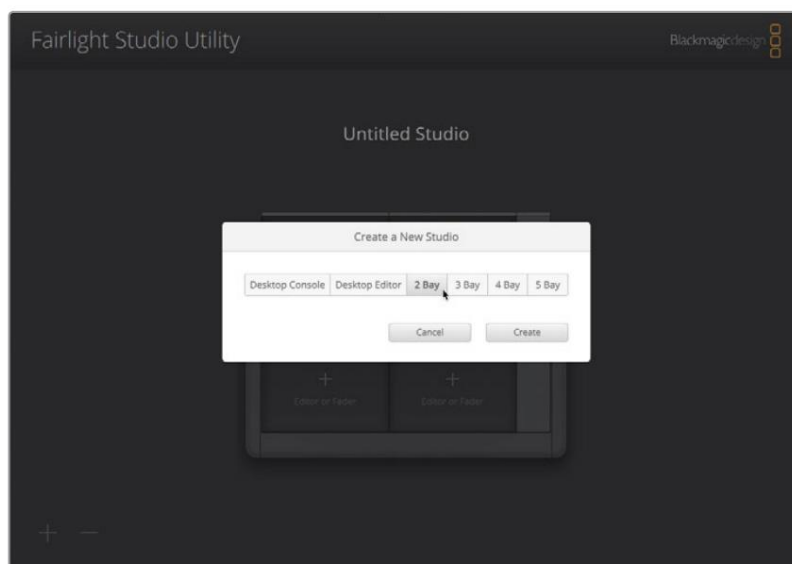 Fairlight Studio Utility
Blackmagicdesign
Untitled Studio
Create a New Studio
Desktop Console Desktop Editor 2 Bay 3 Bay 4 Bay 5 Bay
Cancel Create
Editor or Fader Editor or Fader